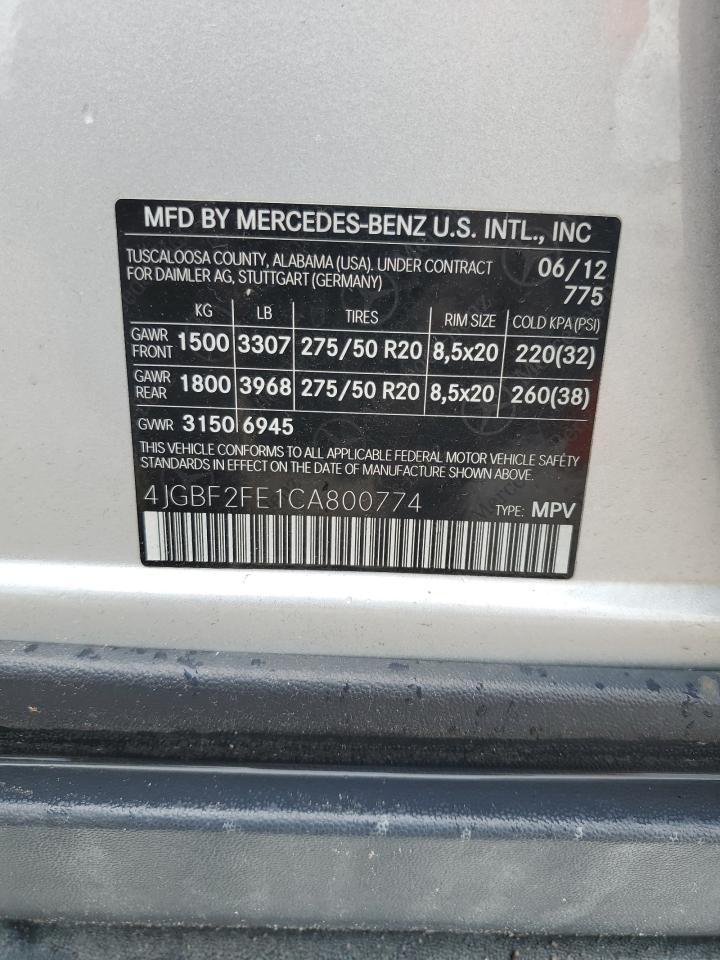 MFD BY MERCEDES-BENZ U.S. INTL., INC
TUSCALOOSA COUNTY, ALABAMA (USA). UNDER CONTRACT 06/12
FOR DAIMLER AG, STUTTGART (GERMANY) 775
KG LB TIRES RIM SIZE COLD KPA (PSI)
GAWR FRONT 1500 3307 275/50 R20 8,5x20 220(32)
GAWR REAR 1800 3968 275/50 R20 8,5x20 260(38)
GVWR 3150 6945
THIS VEHICLE CONFORMS TO ALL APPLICABLE FEDERAL MOTOR VEHICLE SAFETY
STANDARDS IN EFFECT ON THE DATE OF MANUFACTURE SHOWN ABOVE.
4JGBF2FE1CA800774 TYPE: MPV